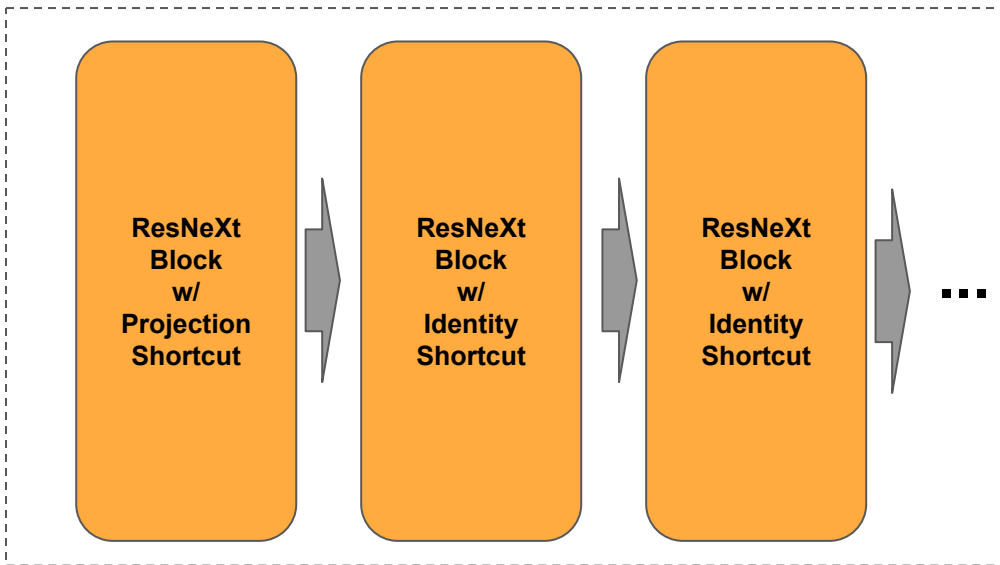 ResNeXt
Block
w/
Projection
Shortcut
ResNeXt
Block
w/
Identity
Shortcut
ResNeXt
Block
w/
Identity
Shortcut
...